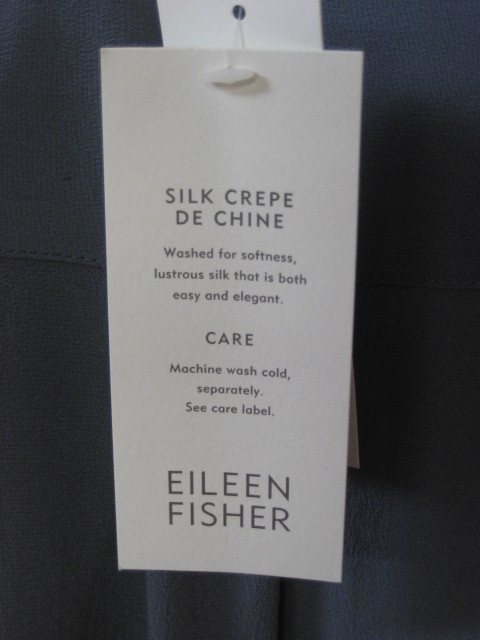 SILK CREPE
DE CHINE
Washed for softness,
lustrous silk that is both
easy and elegant.
CARE
Machine wash cold,
separately.
See care label.
EILEEN
FISHER